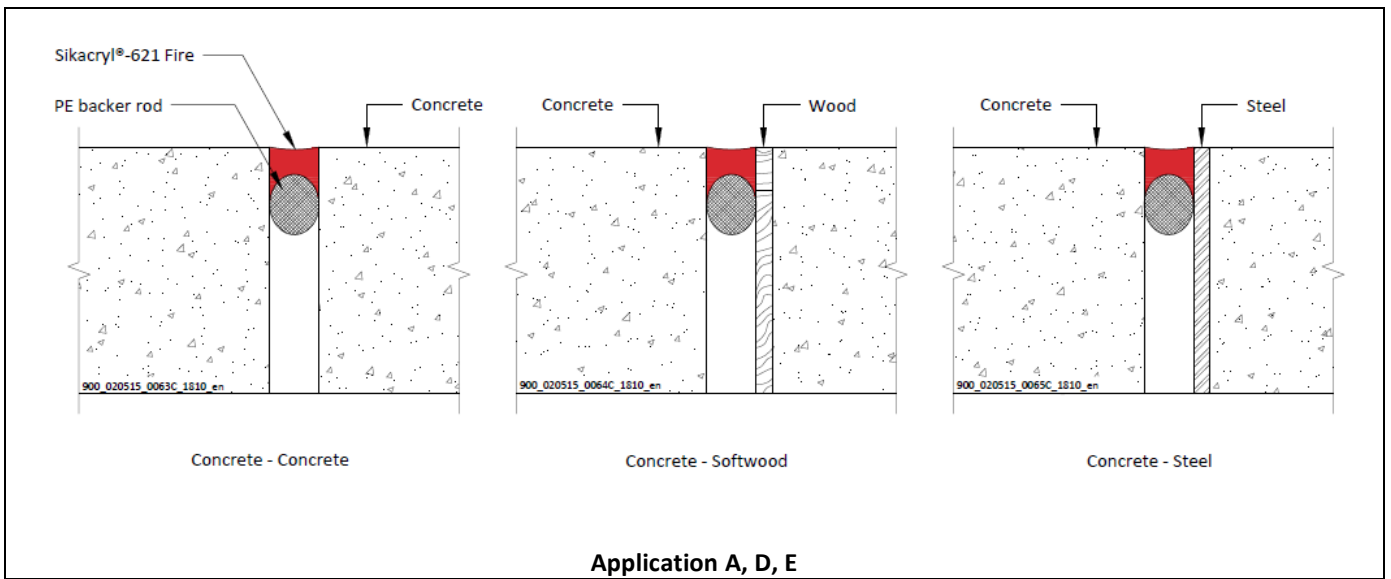 Sikacryl®-621 Fire
PE backer rod
Concrete
Concrete
Wood
Concrete
Steel
900_020515_0063C_1810_en
900_020515_0064C_1810_en
900_020515_0065C_1810_en
Concrete - Concrete
Concrete - Softwood
Concrete - Steel
Application A, D, E